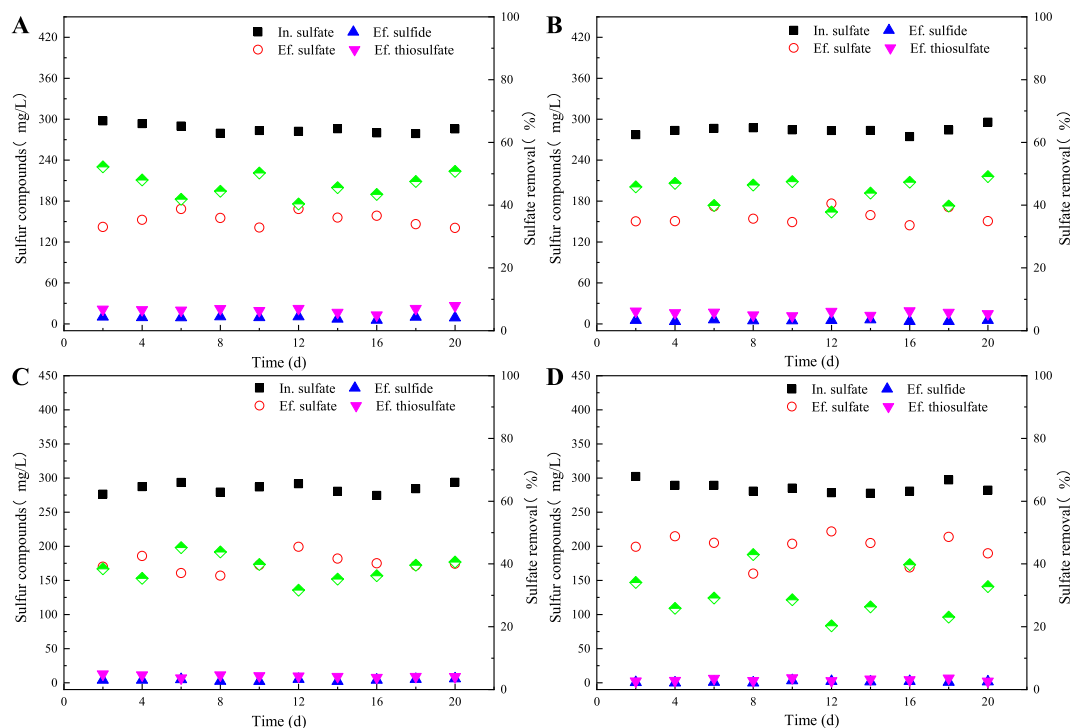 A
In. sulfate
Ef. sulfide
Ef. sulfate
Ef. thiosulfate
Sulfur compounds( mg/L)
420
360
300
240
180
120
60
0
100
80
60
40
20
0
Sulfate removal( %)
0 4 8 12 16 20
Time (d)
B
In. sulfate
Ef. sulfide
Ef. sulfate
Ef. thiosulfate
Sulfur compounds( mg/L)
420
360
300
240
180
120
60
0
100
80
60
40
20
0
Sulfate removal( %)
0 4 8 12 16 20
Time (d)
C
In. sulfate
Ef. sulfide
Ef. sulfate
Ef. thiosulfate
Sulfur compounds( mg/L)
450
400
350
300
250
200
150
100
50
0
100
80
60
40
20
0
Sulfate removal( %)
0 4 8 12 16 20
Time (d)
D
In. sulfate
Ef. sulfide
Ef. sulfate
Ef. thiosulfate
Sulfur compounds( mg/L)
450
400
350
300
250
200
150
100
50
0
100
80
60
40
20
0
Sulfate removal( %)
0 4 8 12 16 20
Time (d)